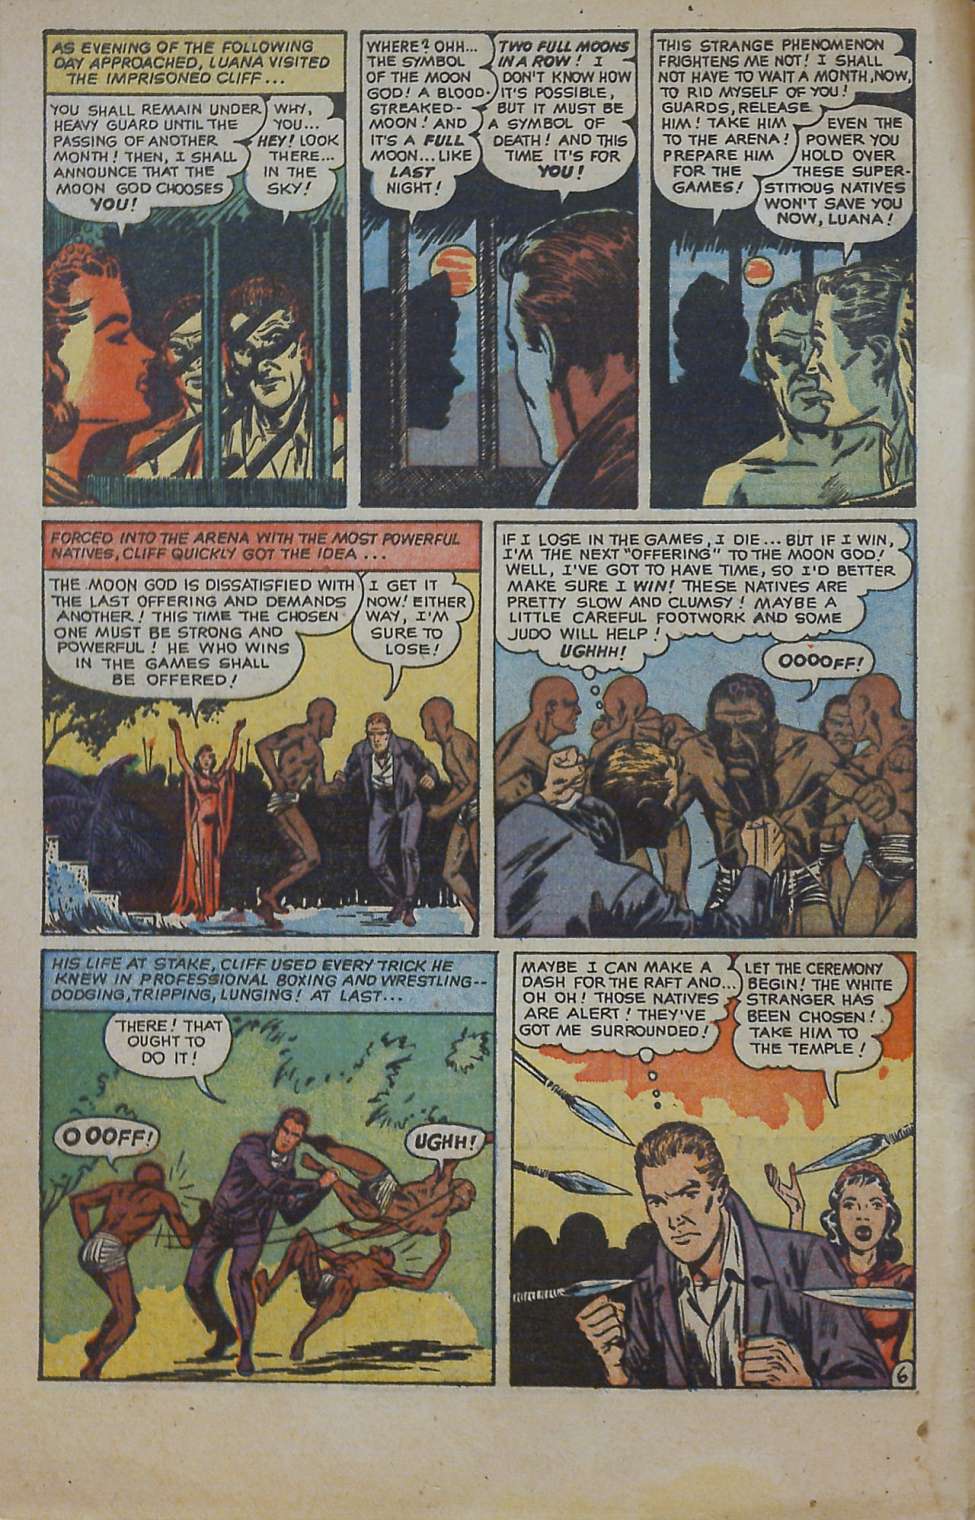 AS EVENING OF THE FOLLOWING
DAY APPROACHED, LUANA VISITED
THE IMPRISONED CLIFF...
YOU SHALL REMAIN UNDER
HEAVY GUARD UNTIL THE
PASSING OF ANOTHER
MONTH! THEN, I SHALL
ANNOUNCE THAT THE
MOON GOD CHOOSES
YOU!
WHY,
YOU...
HEY! LOOK
THERE...
IN THE
SKY!
WHERE? OHH...
THE SYMBOL
OF THE MOON
GOD! A BLOOD-
STREAKED-
MOON! AND
IT'S A FULL
MOON... LIKE
LAST
NIGHT!
TWO FULL MOONS
IN A ROW! I
DON'T KNOW HOW
IT'S POSSIBLE,
BUT IT MUST BE
A SYMBOL OF
DEATH! AND THIS
TIME IT'S FOR
YOU!
THIS STRANGE PHENOMENON
FRIGHTENS ME NOT! I SHALL
NOT HAVE TO WAIT A MONTH, NOW,
TO RID MYSELF OF YOU!
GUARDS, RELEASE
HIM! TAKE HIM
TO THE ARENA!
PREPARE HIM
FOR THE
GAMES!
EVEN THE
POWER YOU
HOLD OVER
THESE SUPER-
STITIOUS NATIVES
WON'T SAVE YOU
NOW, LUANA!
FORCED INTO THE ARENA WITH THE MOST POWERFUL
NATIVES, CLIFF QUICKLY GOT THE IDEA...
THE MOON GOD IS DISSATISFIED WITH
THE LAST OFFERING AND DEMANDS
ANOTHER! THIS TIME THE CHOSEN
ONE MUST BE STRONG AND
POWERFUL! HE WHO WINS
IN THE GAMES SHALL
BE OFFERED!
I GET IT
NOW! EITHER
WAY, I'M
SURE TO
LOSE!
IF I LOSE IN THE GAMES, I DIE... BUT IF I WIN,
I'M THE NEXT "OFFERING" TO THE MOON GOD!
WELL, I'VE GOT TO HAVE TIME, SO I'D BETTER
MAKE SURE I WIN! THESE NATIVES ARE
PRETTY SLOW AND CLUMSY! MAYBE A
LITTLE CAREFUL FOOTWORK AND SOME
JUDO WILL HELP!
UGHHH!
OOOOFF!
HIS LIFE AT STAKE, CLIFF USED EVERY TRICK HE
KNEW IN PROFESSIONAL BOXING AND WRESTLING--
DODGING, TRIPPING, LUNGING! AT LAST...
THERE! THAT
OUGHT TO
DO IT!
OOOFF!
UGHH!
MAYBE I CAN MAKE A
DASH FOR THE RAFT AND...
OH OH! THOSE NATIVES
ARE ALERT! THEY'VE
GOT ME SURROUNDED!
LET THE CEREMONY
BEGIN! THE WHITE
STRANGER HAS
BEEN CHOSEN!
TAKE HIM TO
THE TEMPLE!
6